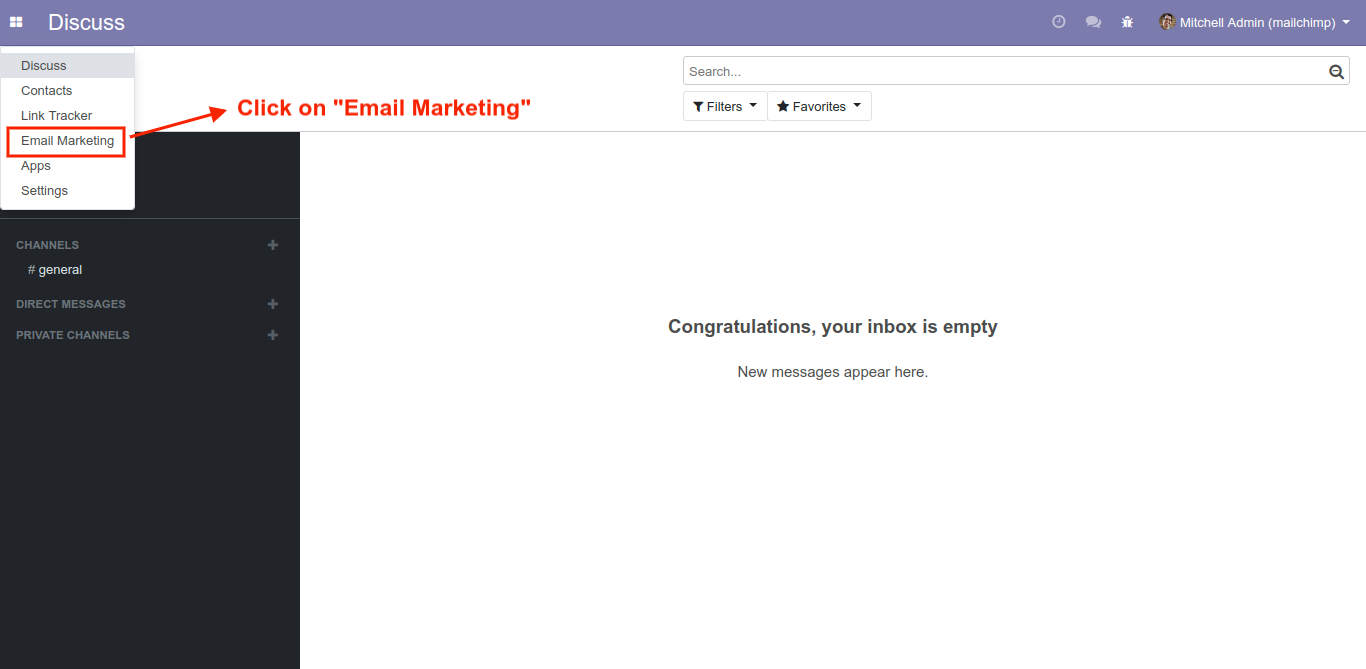 Discuss
Mitchell Admin (mailchimp)
Discuss
Contacts
Link Tracker
Email Marketing
Apps
Settings
Click on "Email Marketing"
Search...
Filters
Favorites
CHANNELS
# general
DIRECT MESSAGES
PRIVATE CHANNELS
Congratulations, your inbox is empty
New messages appear here.